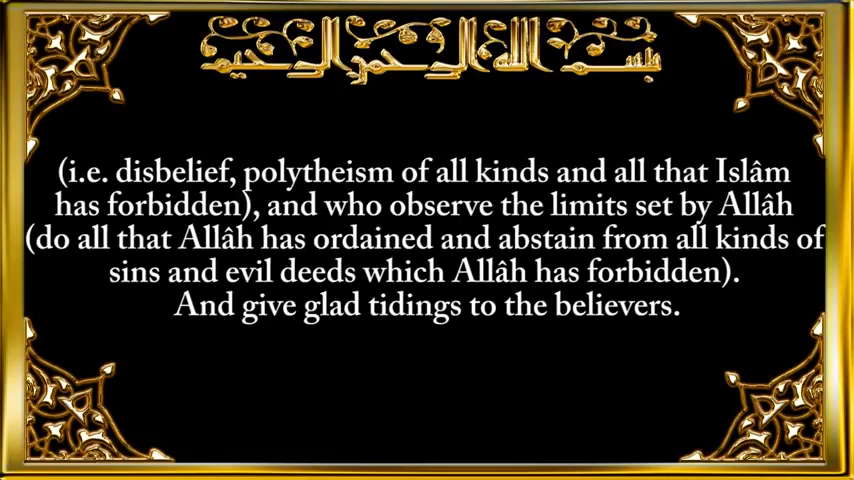 بسم الله الرحمن الرحيم
(i.e. disbelief, polytheism of all kinds and all that Islâm
has forbidden), and who observe the limits set by Allâh
(do all that Allâh has ordained and abstain from all kinds of
sins and evil deeds which Allâh has forbidden).
And give glad tidings to the believers.